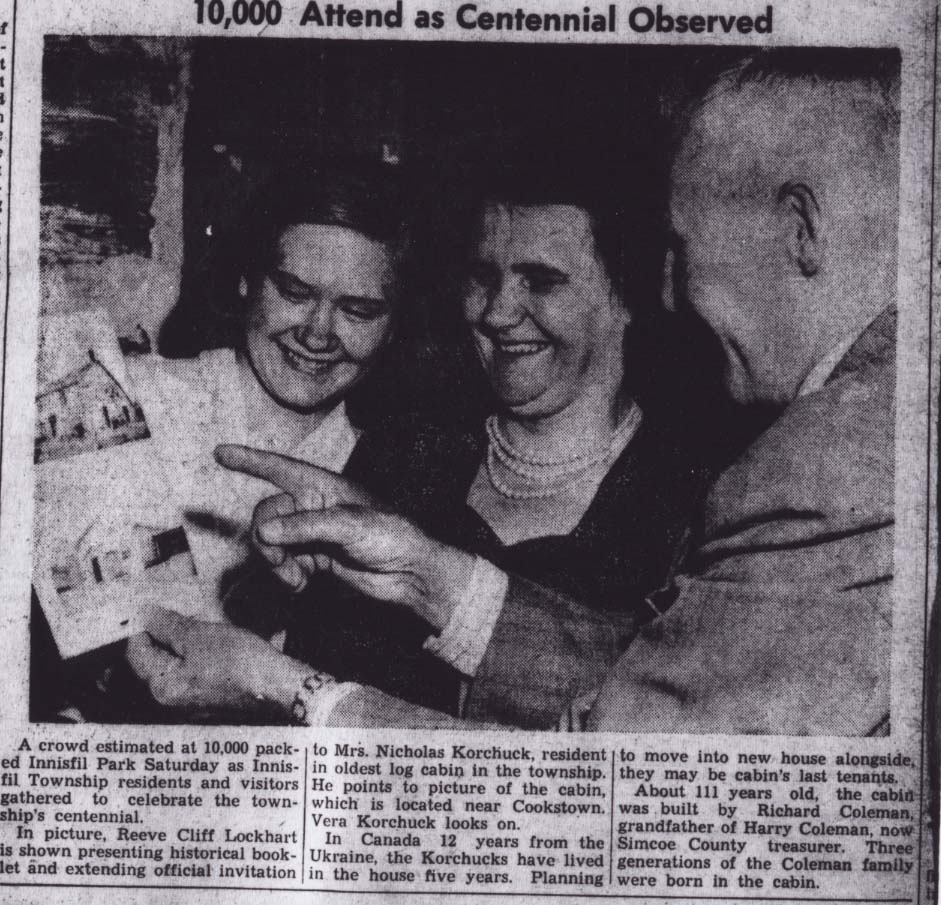 10,000 Attend as Centennial Observed
A crowd estimated at 10,000 pack-
ed Innisfil Park Saturday as Innis-
fil Township residents and visitors
gathered to celebrate the town-
ship's centennial.
In picture, Reeve Cliff Lockhart
is shown presenting historical book-
let and extending official invitation
to Mrs. Nicholas Korchuck, resident
in oldest log cabin in the township.
He points to picture of the cabin,
which is located near Cookstown.
Vera Korchuck looks on.
In Canada 12 years from the
Ukraine, the Korchucks have lived
in the house five years. Planning
to move into new house alongside,
they may be cabin's last tenants.
About 111 years old, the cabin
was built by Richard Coleman,
grandfather of Harry Coleman, now
Simcoe County treasurer. Three
generations of the Coleman family
were born in the cabin.